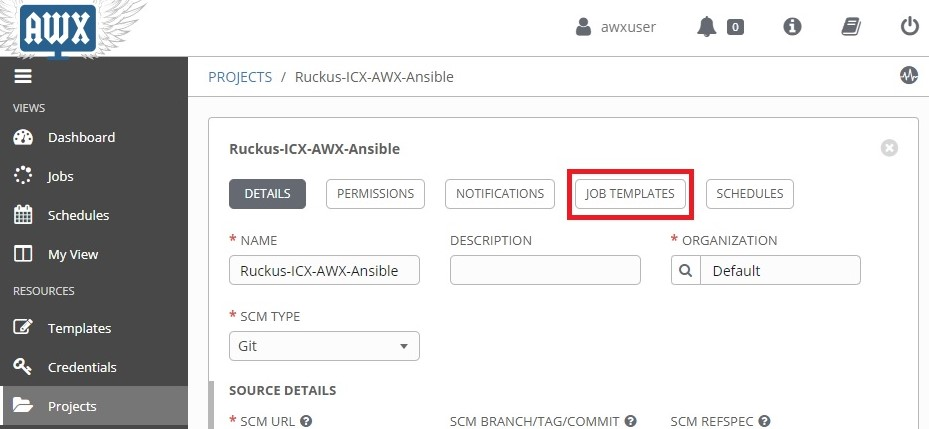 AWX
awxuser
0
VIEWS
Dashboard
Jobs
Schedules
My View
RESOURCES
Templates
Credentials
Projects
PROJECTS / Ruckus-ICX-AWX-Ansible
Ruckus-ICX-AWX-Ansible
DETAILS PERMISSIONS NOTIFICATIONS JOB TEMPLATES SCHEDULES
* NAME DESCRIPTION * ORGANIZATION
Ruckus-ICX-AWX-Ansible Default
* SCM TYPE
Git
SOURCE DETAILS
* SCM URL ? SCM BRANCH/TAG/COMMIT ? SCM REFSPEC ?